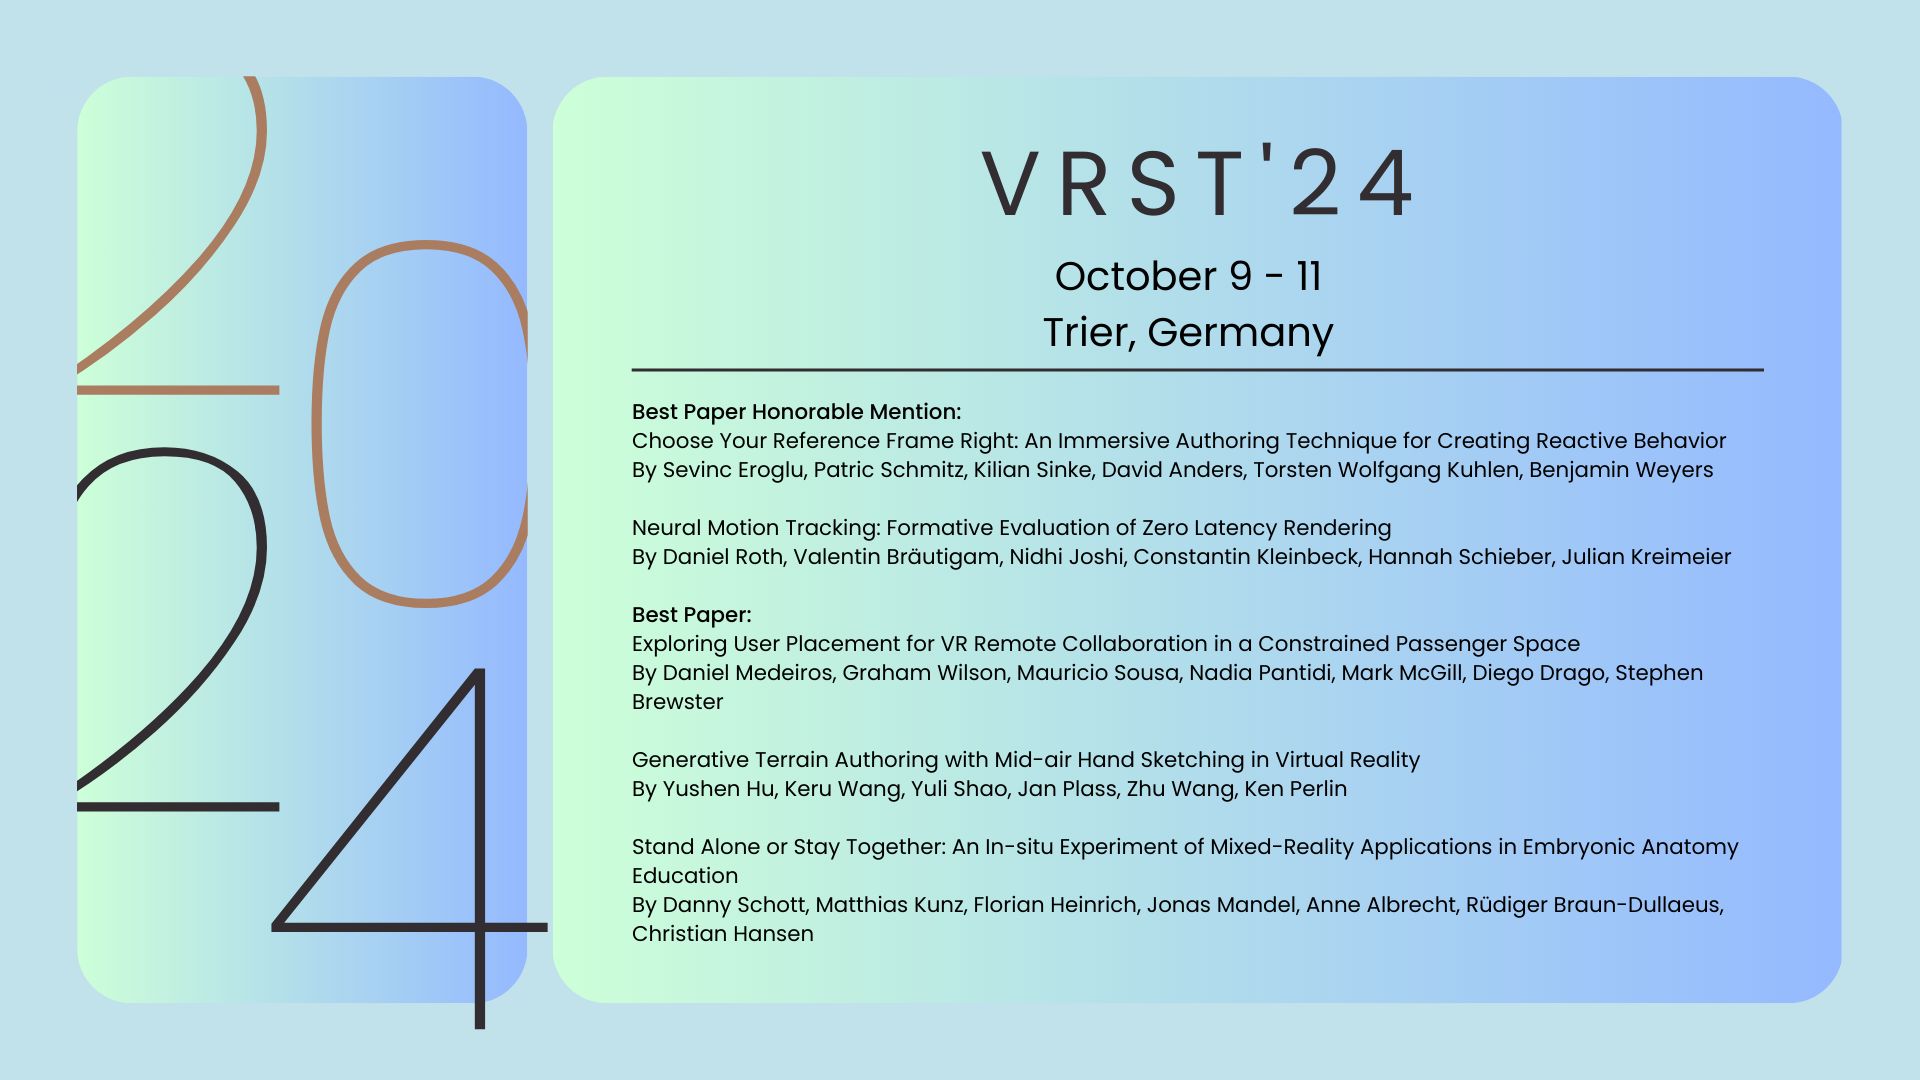 2
0
2
4
VRST'24
October 9 - 11
Trier, Germany
Best Paper Honorable Mention:
Choose Your Reference Frame Right: An Immersive Authoring Technique for Creating Reactive Behavior
By Sevinc Eroglu, Patric Schmitz, Kilian Sinke, David Anders, Torsten Wolfgang Kuhlen, Benjamin Weyers
Neural Motion Tracking: Formative Evaluation of Zero Latency Rendering
By Daniel Roth, Valentin Bräutigam, Nidhi Joshi, Constantin Kleinbeck, Hannah Schieber, Julian Kreimeier
Best Paper:
Exploring User Placement for VR Remote Collaboration in a Constrained Passenger Space
By Daniel Medeiros, Graham Wilson, Mauricio Sousa, Nadia Pantidi, Mark McGill, Diego Drago, Stephen
Brewster
Generative Terrain Authoring with Mid-air Hand Sketching in Virtual Reality
By Yushen Hu, Keru Wang, Yuli Shao, Jan Plass, Zhu Wang, Ken Perlin
Stand Alone or Stay Together: An In-situ Experiment of Mixed-Reality Applications in Embryonic Anatomy
Education
By Danny Schott, Matthias Kunz, Florian Heinrich, Jonas Mandel, Anne Albrecht, Rüdiger Braun-Dullaeus,
Christian Hansen